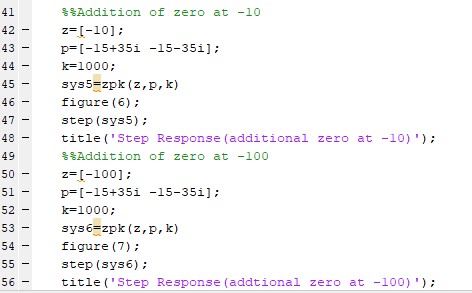 41 %%Addition of zero at -10
42 - z=[-10];
43 - p=[-15+35i -15-35i];
44 - k=1000;
45 - sys5=zpk(z,p,k)
46 - figure(6);
47 - step(sys5);
48 - title('Step Response(additional zero at -10)');
49 %%Addition of zero at -100
50 - z=[-100];
51 - p=[-15+35i -15-35i];
52 - k=1000;
53 - sys6=zpk(z,p,k)
54 - figure(7);
55 - step(sys6);
56 - title('Step Response(addtional zero at -100)');